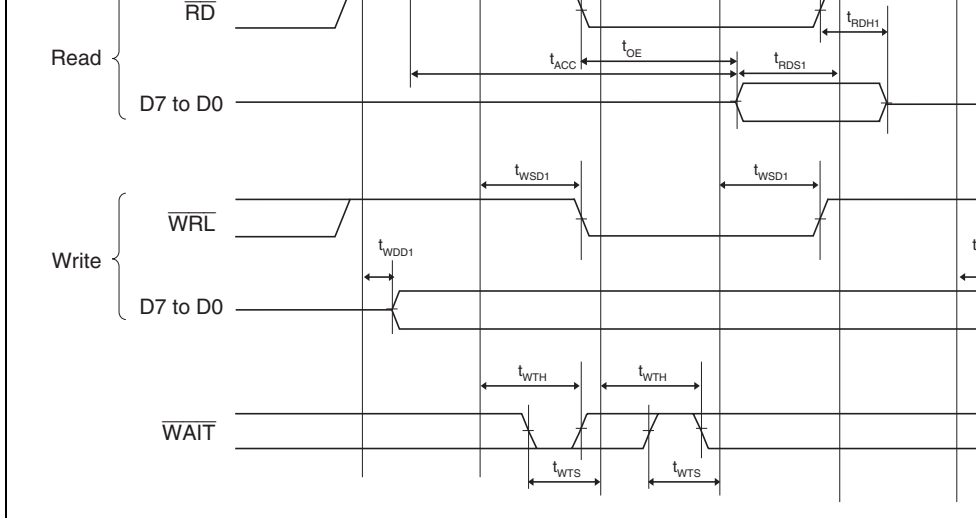 RD
tRDH1
Read
tOE
tACC
tRDS1
D7 to D0
tWSD1
tWSD1
WRL
Write
tWDD1
t
D7 to D0
tWTH
tWTH
WAIT
tWTS
tWTS